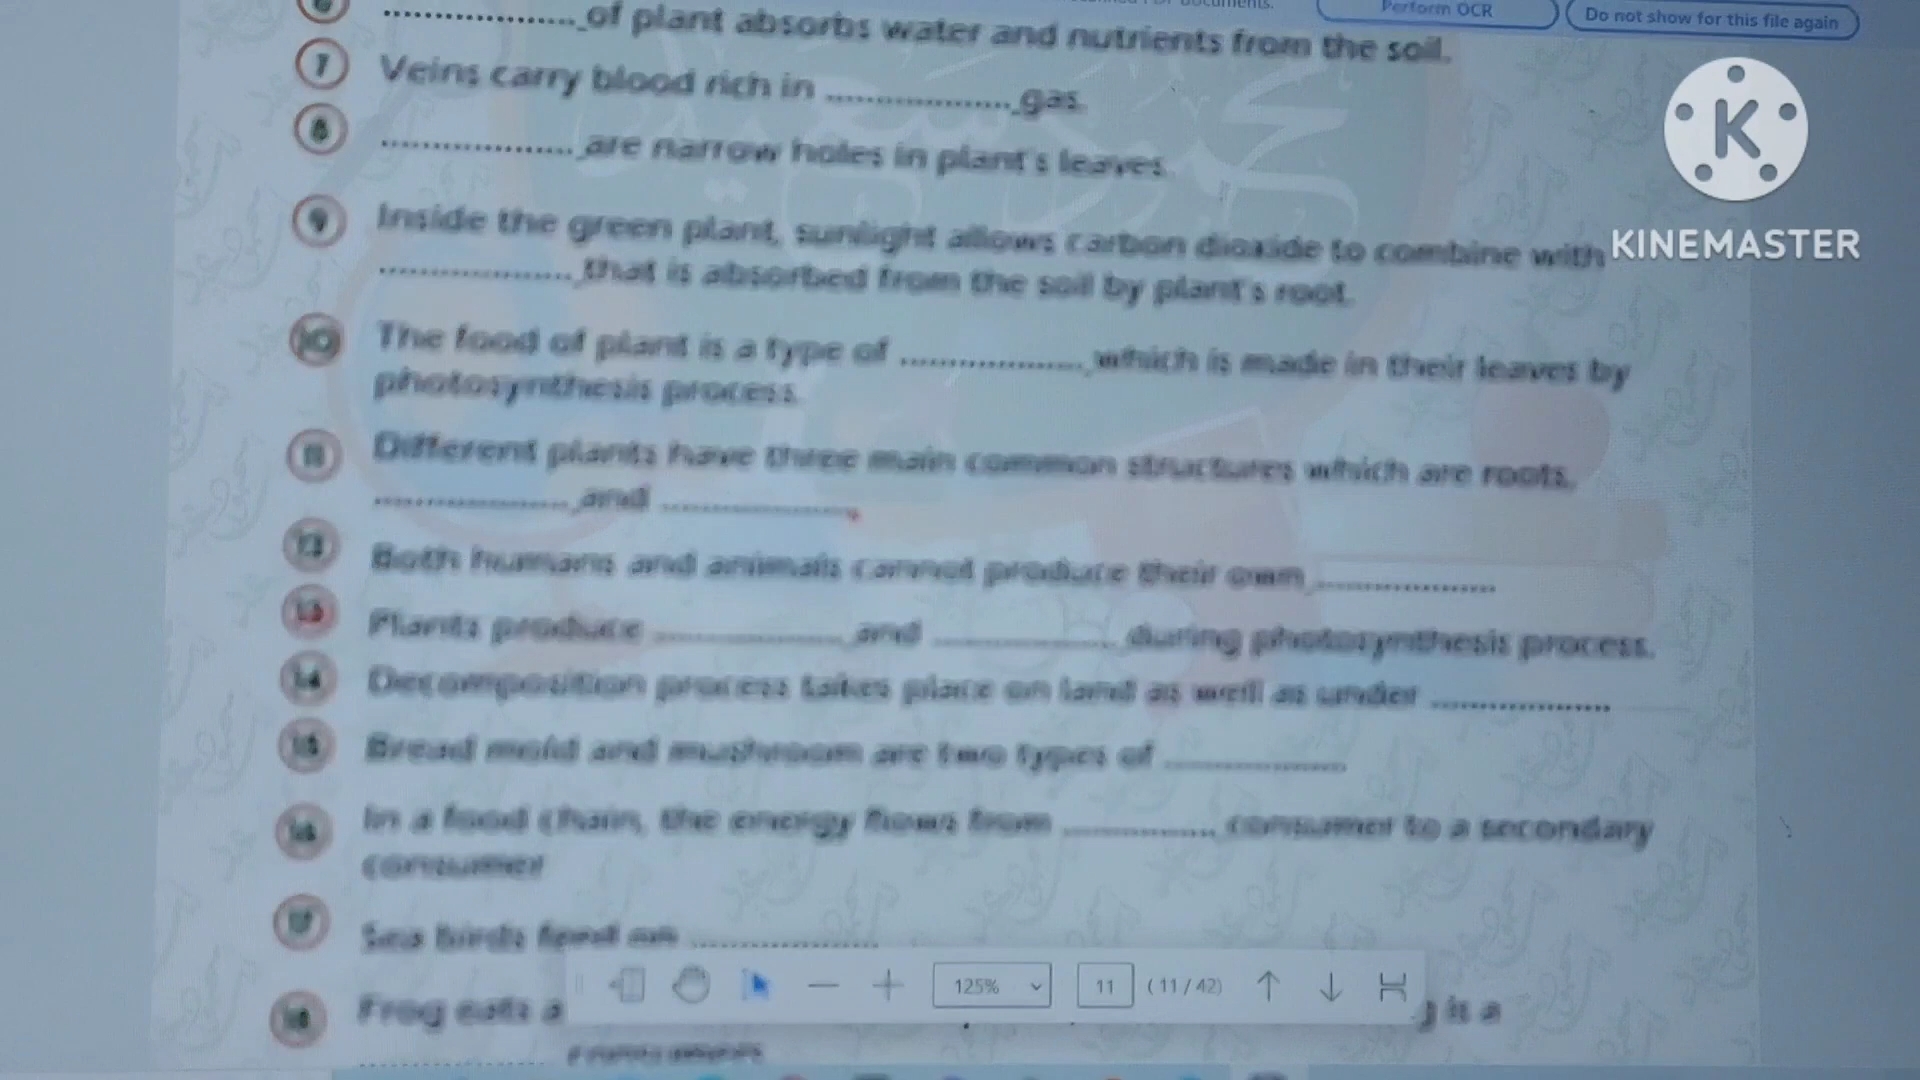 Perform OCR
Do not show for this file again
6 ................... of plant absorbs water and nutrients from the soil.
7 Veins carry blood rich in ................... gas.
8 ................... are narrow holes in plant's leaves.
KINEMASTER
9 Inside the green plant, sunlight allows carbon dioxide to combine with
................... that is absorbed from the soil by plant's root.
10 The food of plant is a type of ................... which is made in their leaves by
photosynthesis process.
11 Different plants have three main common structures which are roots,
................... and ...................
12 Both humans and animals cannot produce their own ...................
13 Plants produce ................... and ................... during photosynthesis process.
14 Decomposition process takes place on land as well as under ...................
15 Bread mold and mushroom are two types of ...................
16 In a food chain, the energy flows from ................... consumer to a secondary
consumer
17 Sea birds feed on ...................
125% 11 (11 / 42)
18 Frog eats a is a
...................